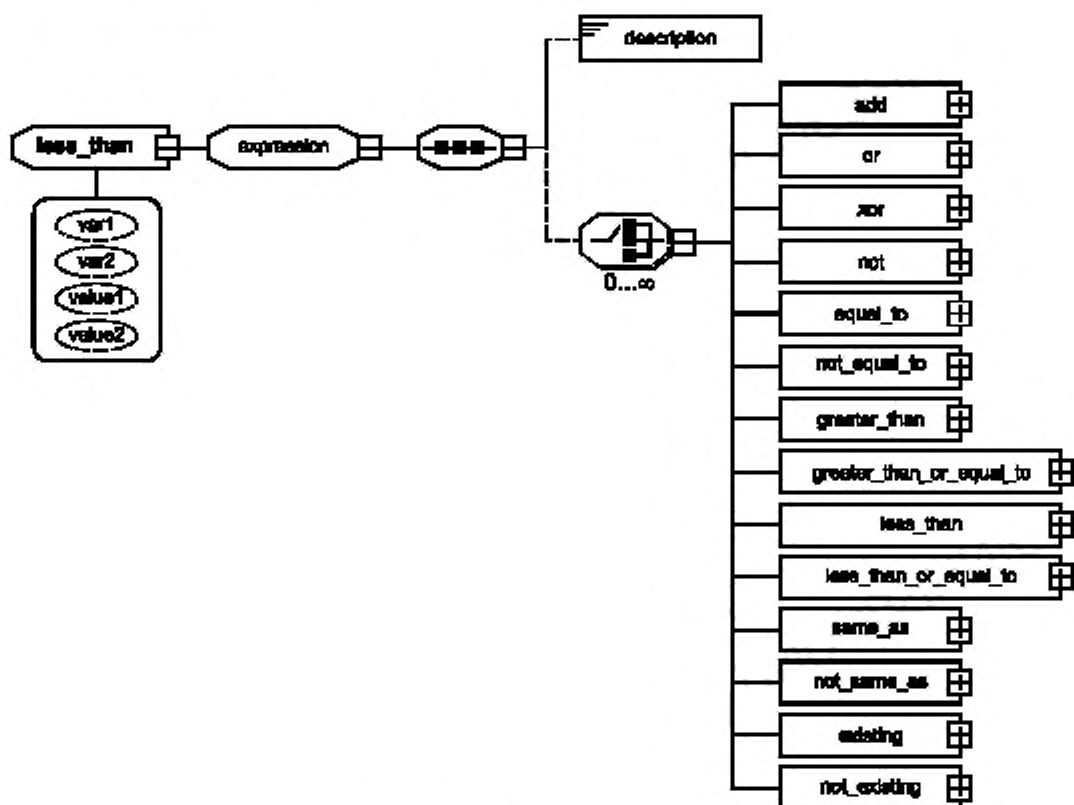 description
less_than
expression
var1
var2
value1
value2
0...∞
add
or
xor
not
equal_to
not_equal_to
greater_than
greater_than_or_equal_to
less_than
less_than_or_equal_to
same_as
not_same_as
existing
not_existing